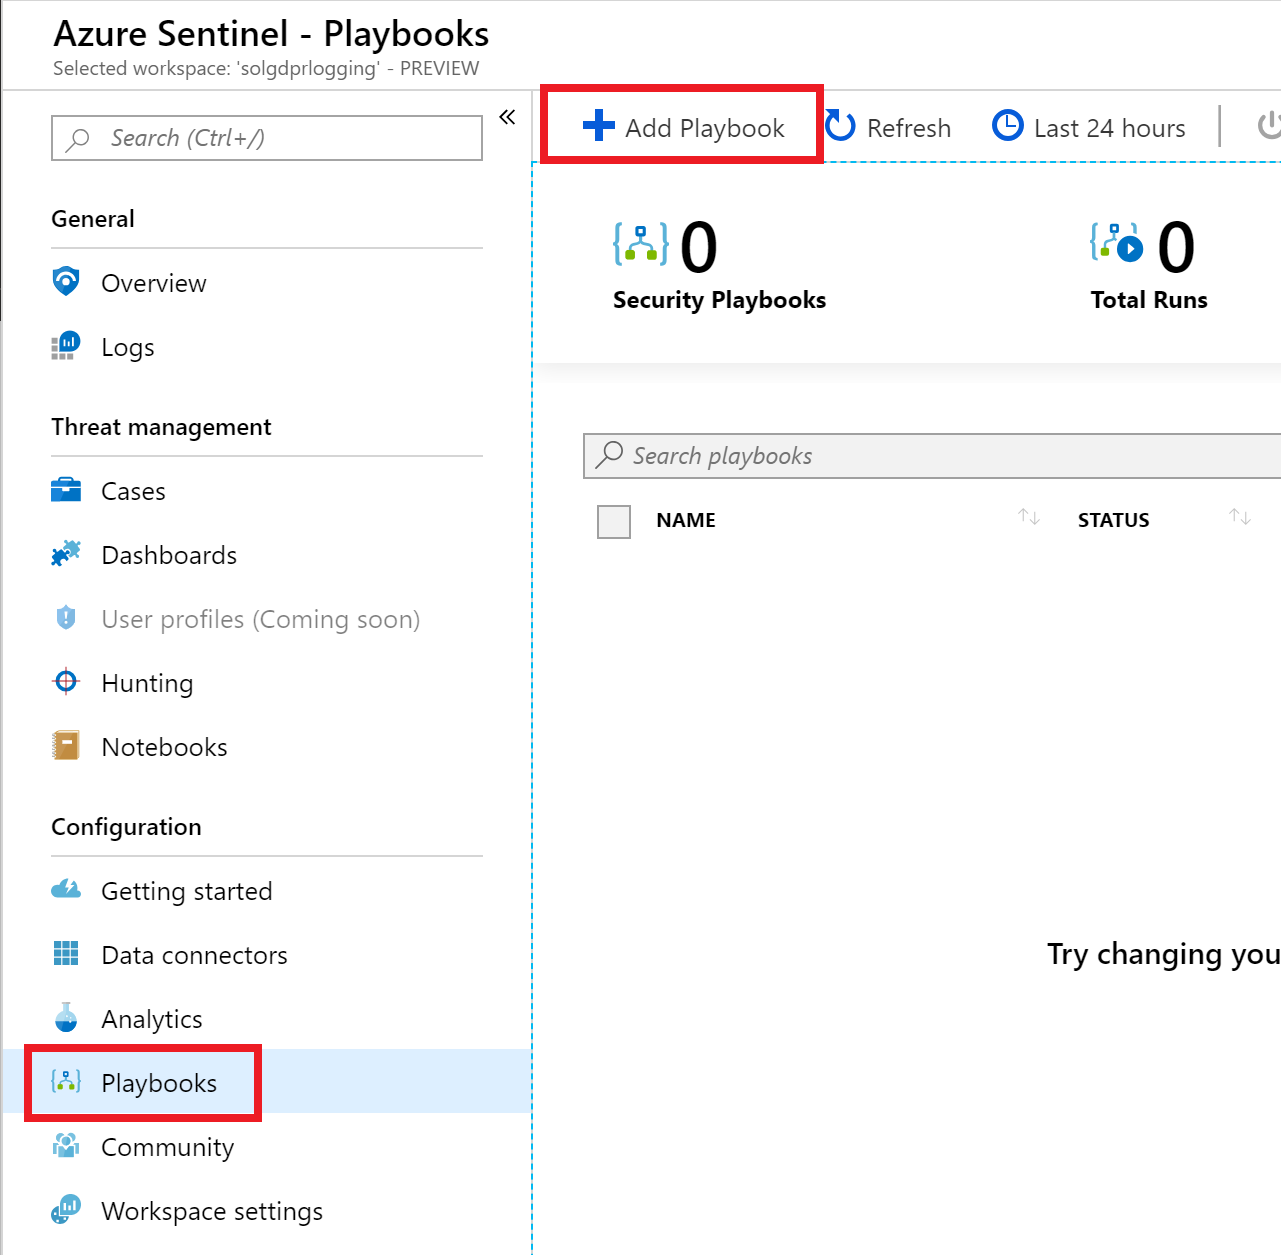 Azure Sentinel - Playbooks
Selected workspace: 'solgdprlogging' - PREVIEW
Search (Ctrl+/)
«
General
Overview
Logs
Threat management
Cases
Dashboards
User profiles (Coming soon)
Hunting
Notebooks
Configuration
Getting started
Data connectors
Analytics
Playbooks
Community
Workspace settings
Add Playbook Refresh Last 24 hours
0 0
Security Playbooks Total Runs
Search playbooks
NAME STATUS
Try changing you